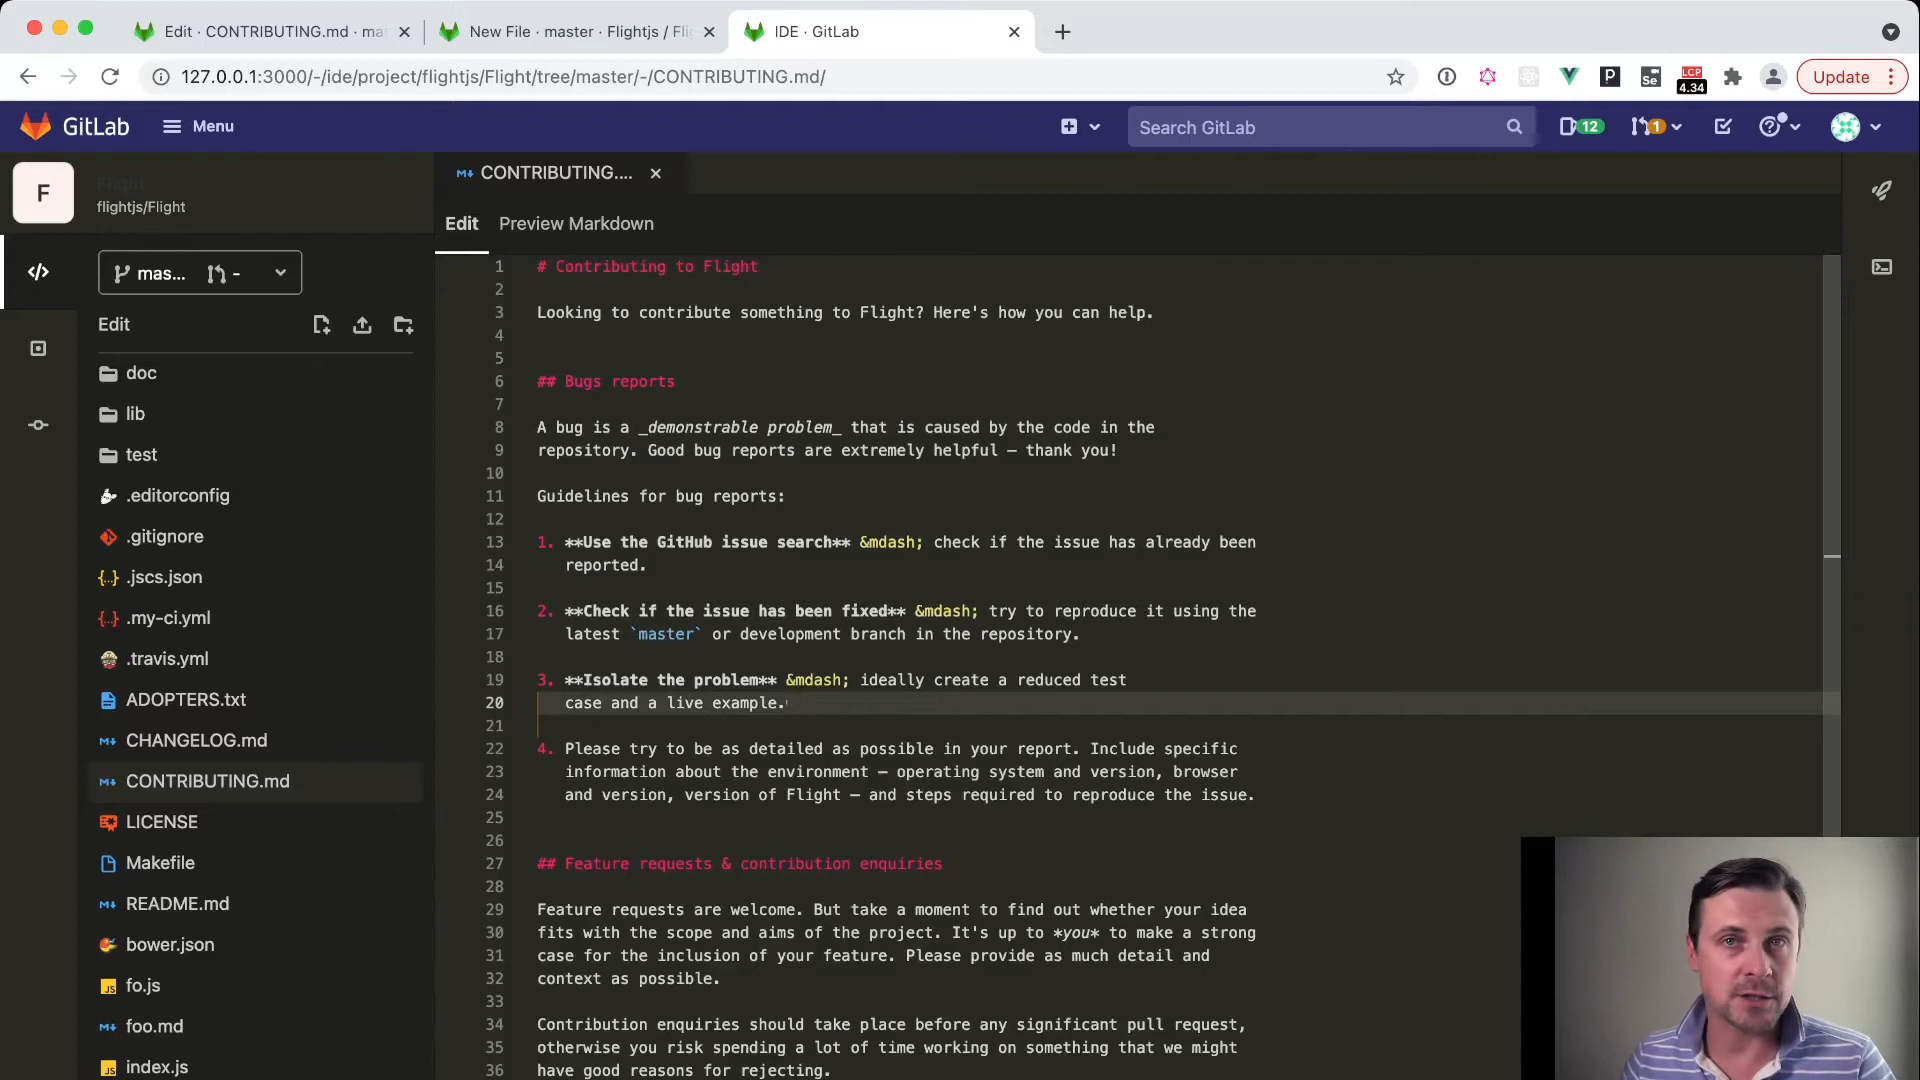 Edit · CONTRIBUTING.md · mas
New File · master · Flightjs / Flig
IDE · GitLab
127.0.0.1:3000/-/ide/project/flightjs/Flight/tree/master/-/CONTRIBUTING.md/
P
Se
LCP
4.34
Update
GitLab
Menu
Search GitLab
12
1
F
Flight
flightjs/Flight
CONTRIBUTING....
Edit
Preview Markdown
mas...
-
Edit
doc
lib
test
.editorconfig
.gitignore
.jscs.json
.my-ci.yml
.travis.yml
ADOPTERS.txt
CHANGELOG.md
CONTRIBUTING.md
LICENSE
Makefile
README.md
bower.json
fo.js
foo.md
index.js
1 # Contributing to Flight
2
3 Looking to contribute something to Flight? Here's how you can help.
4
5
6 ## Bugs reports
7
8 A bug is a _demonstrable problem_ that is caused by the code in the
9 repository. Good bug reports are extremely helpful – thank you!
10
11 Guidelines for bug reports:
12
13 1. **Use the GitHub issue search** &mdash; check if the issue has already been
14 reported.
15
16 2. **Check if the issue has been fixed** &mdash; try to reproduce it using the
17 latest `master` or development branch in the repository.
18
19 3. **Isolate the problem** &mdash; ideally create a reduced test
20 case and a live example.
21
22 4. Please try to be as detailed as possible in your report. Include specific
23 information about the environment – operating system and version, browser
24 and version, version of Flight – and steps required to reproduce the issue.
25
26
27 ## Feature requests & contribution enquiries
28
29 Feature requests are welcome. But take a moment to find out whether your idea
30 fits with the scope and aims of the project. It's up to *you* to make a strong
31 case for the inclusion of your feature. Please provide as much detail and
32 context as possible.
33
34 Contribution enquiries should take place before any significant pull request,
35 otherwise you risk spending a lot of time working on something that we might
36 have good reasons for rejecting.